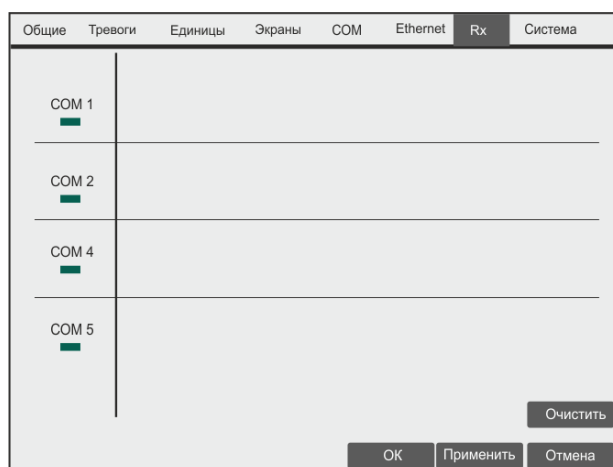 Общие Тревоги Единицы Экраны COM Ethernet Rx Система
COM 1
COM 2
COM 4
COM 5
Очистить
ОК Применить Отмена